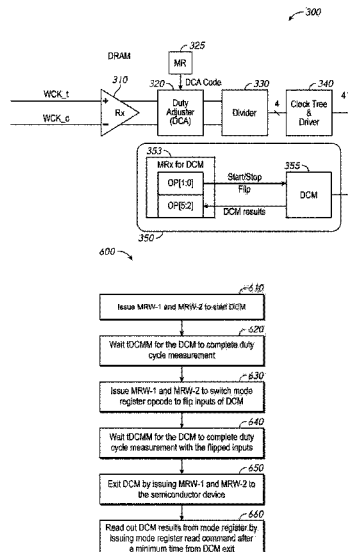 300
DRAM
325
MR
310
320
DCA Code
330
340
WCK_t
WCK_c
+
−
Rx
Duty
Adjuster
(DCA)
Divider
4
Clock Tree
&
Driver
4
353
MRx for DCM
OP[1:0]
OP[5:2]
Start/Stop
Flip
DCM results
355
DCM
350
600
610
Issue MRW-1 and MRW-2 to start DCM
620
Wait tDCMM for the DCM to complete duty
cycle measurement
630
Issue MRW-1 and MRW-2 to switch mode
register opcode to flip inputs of DCM
640
Wait tDCMM for the DCM to complete duty
cycle measurement with the flipped inputs
650
Exit DCM by issuing MRW-1 and MRW-2 to
the semiconductor device
660
Read out DCM results from mode register by
issuing mode register read command after
a minimum time from DCM exit